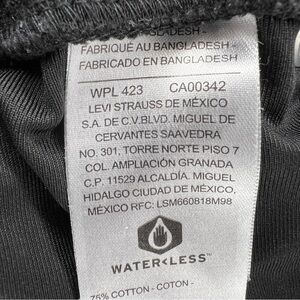 BANGLADESH -
FABRIQUÉ AU BANGLADESH -
FABRICADO EN BANGLADESH
WPL 423 CA00342
LEVI STRAUSS DE MÉXICO
S.A. DE C.V. BLVD. MIGUEL DE
CERVANTES SAAVEDRA
NO. 301, TORRE NORTE PISO 7
COL. AMPLIACIÓN GRANADA
C.P. 11529 ALCALDÍA. MIGUEL
HIDALGO CIUDAD DE MÉXICO,
MÉXICO RFC: LSM660818M98
WATER<LESS™
75% COTTON - COTON -